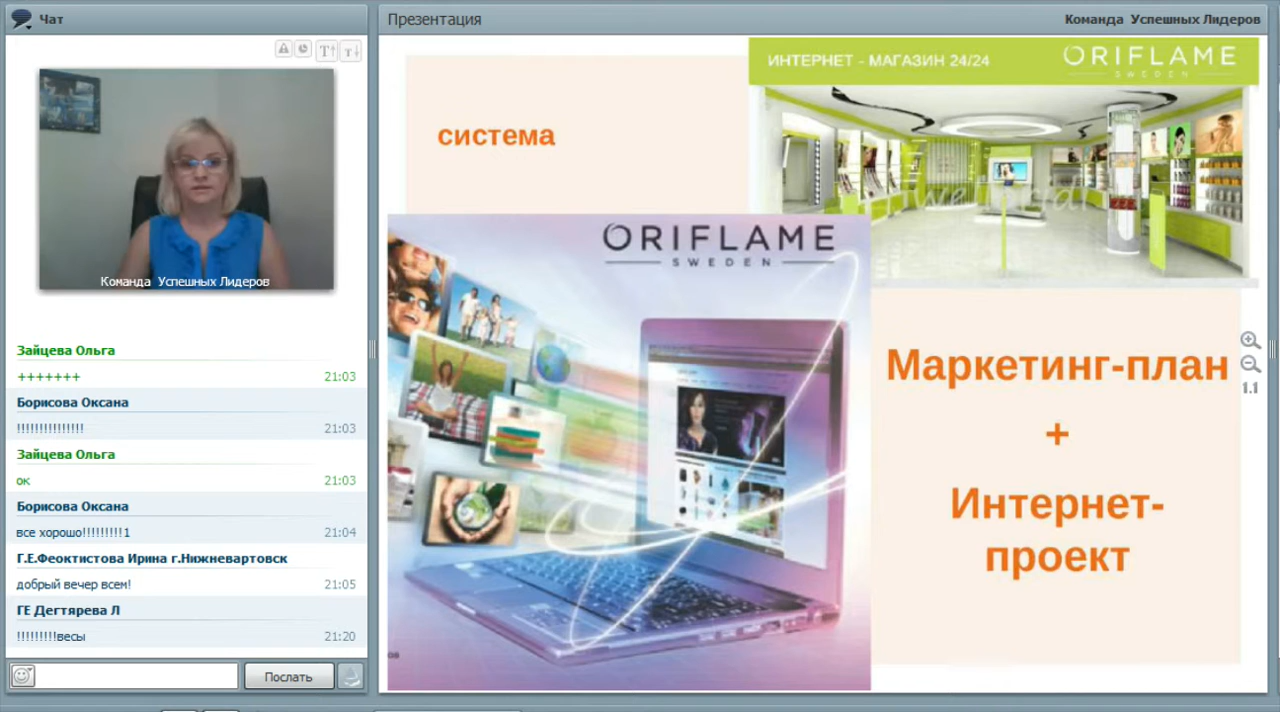 Чат
T↑ T↓
Команда Успешных Лидеров
Зайцева Ольга
+++++++ 21:03
Борисова Оксана
!!!!!!!!!!!!!!! 21:03
Зайцева Ольга
ок 21:03
Борисова Оксана
все хорошо!!!!!!!!!1 21:04
Г.Е.Феоктистова Ирина г.Нижневартовск
добрый вечер всем! 21:05
ГЕ Дегтярева Л
!!!!!!!!!весы 21:20
Послать
Презентация
Команда Успешных Лидеров
ИНТЕРНЕТ - МАГАЗИН 24/24
ORIFLAME
SWEDEN
система
ORIFLAME
SWEDEN
Маркетинг-план
+
Интернет-
проект
1.1